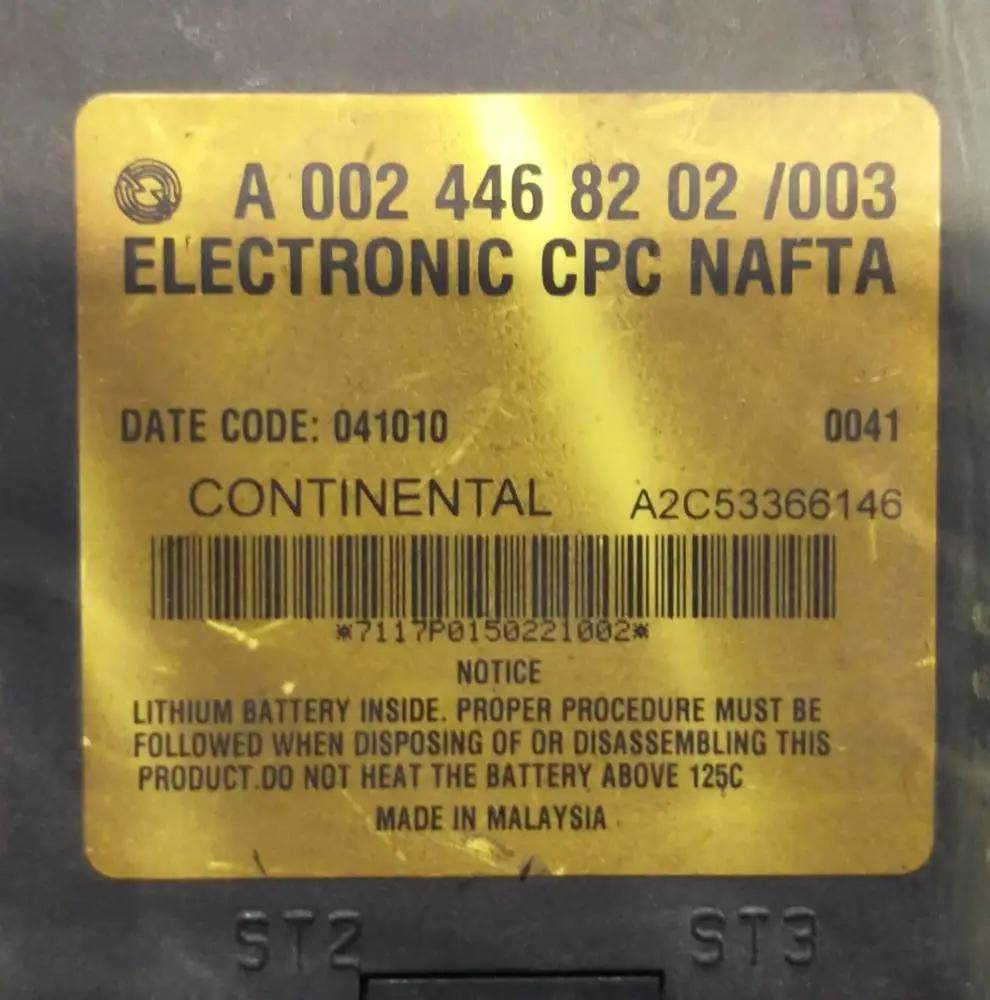 A 002 446 82 02 /003
ELECTRONIC CPC NAFTA
DATE CODE: 041010 0041
CONTINENTAL A2C53366146
*7117P0150221002*
NOTICE
LITHIUM BATTERY INSIDE. PROPER PROCEDURE MUST BE
FOLLOWED WHEN DISPOSING OF OR DISASSEMBLING THIS
PRODUCT.DO NOT HEAT THE BATTERY ABOVE 125C
MADE IN MALAYSIA
ST2 ST3